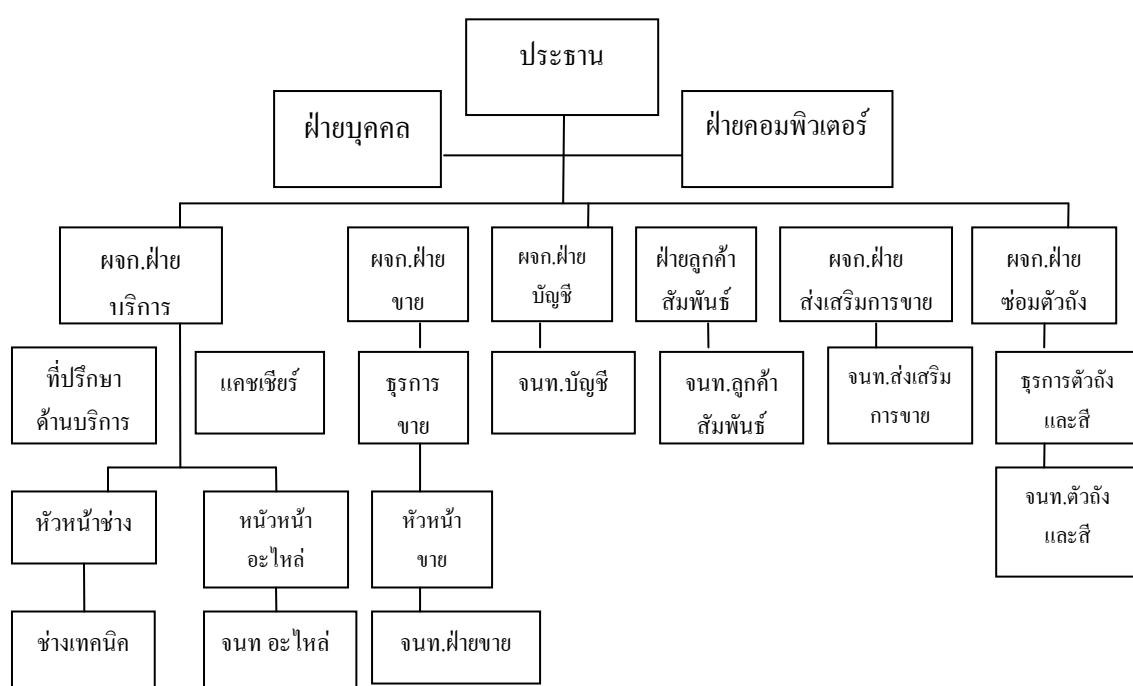 ประธาน
ฝ่ายบุคคล
ฝ่ายคอมพิวเตอร์
ผจก.ฝ่าย
บริการ
ผจก.ฝ่าย
ขาย
ผจก.ฝ่าย
บัญชี
ฝ่ายลูกค้า
สัมพันธ์
ผจก.ฝ่าย
ส่งเสริมการขาย
ผจก.ฝ่าย
ซ่อมตัวถัง
ที่ปรึกษา
ด้านบริการ
แคชเชียร์
ธุรการ
ขาย
จนท.บัญชี
จนท.ลูกค้า
สัมพันธ์
จนท.ส่งเสริม
การขาย
ธุรการตัวถัง
และสี
หัวหน้าช่าง
หนัวหน้า
อะไหล่
หัวหน้า
ขาย
จนท.ตัวถัง
และสี
ช่างเทคนิค
จนท อะไหล่
จนท.ฝ่ายขาย